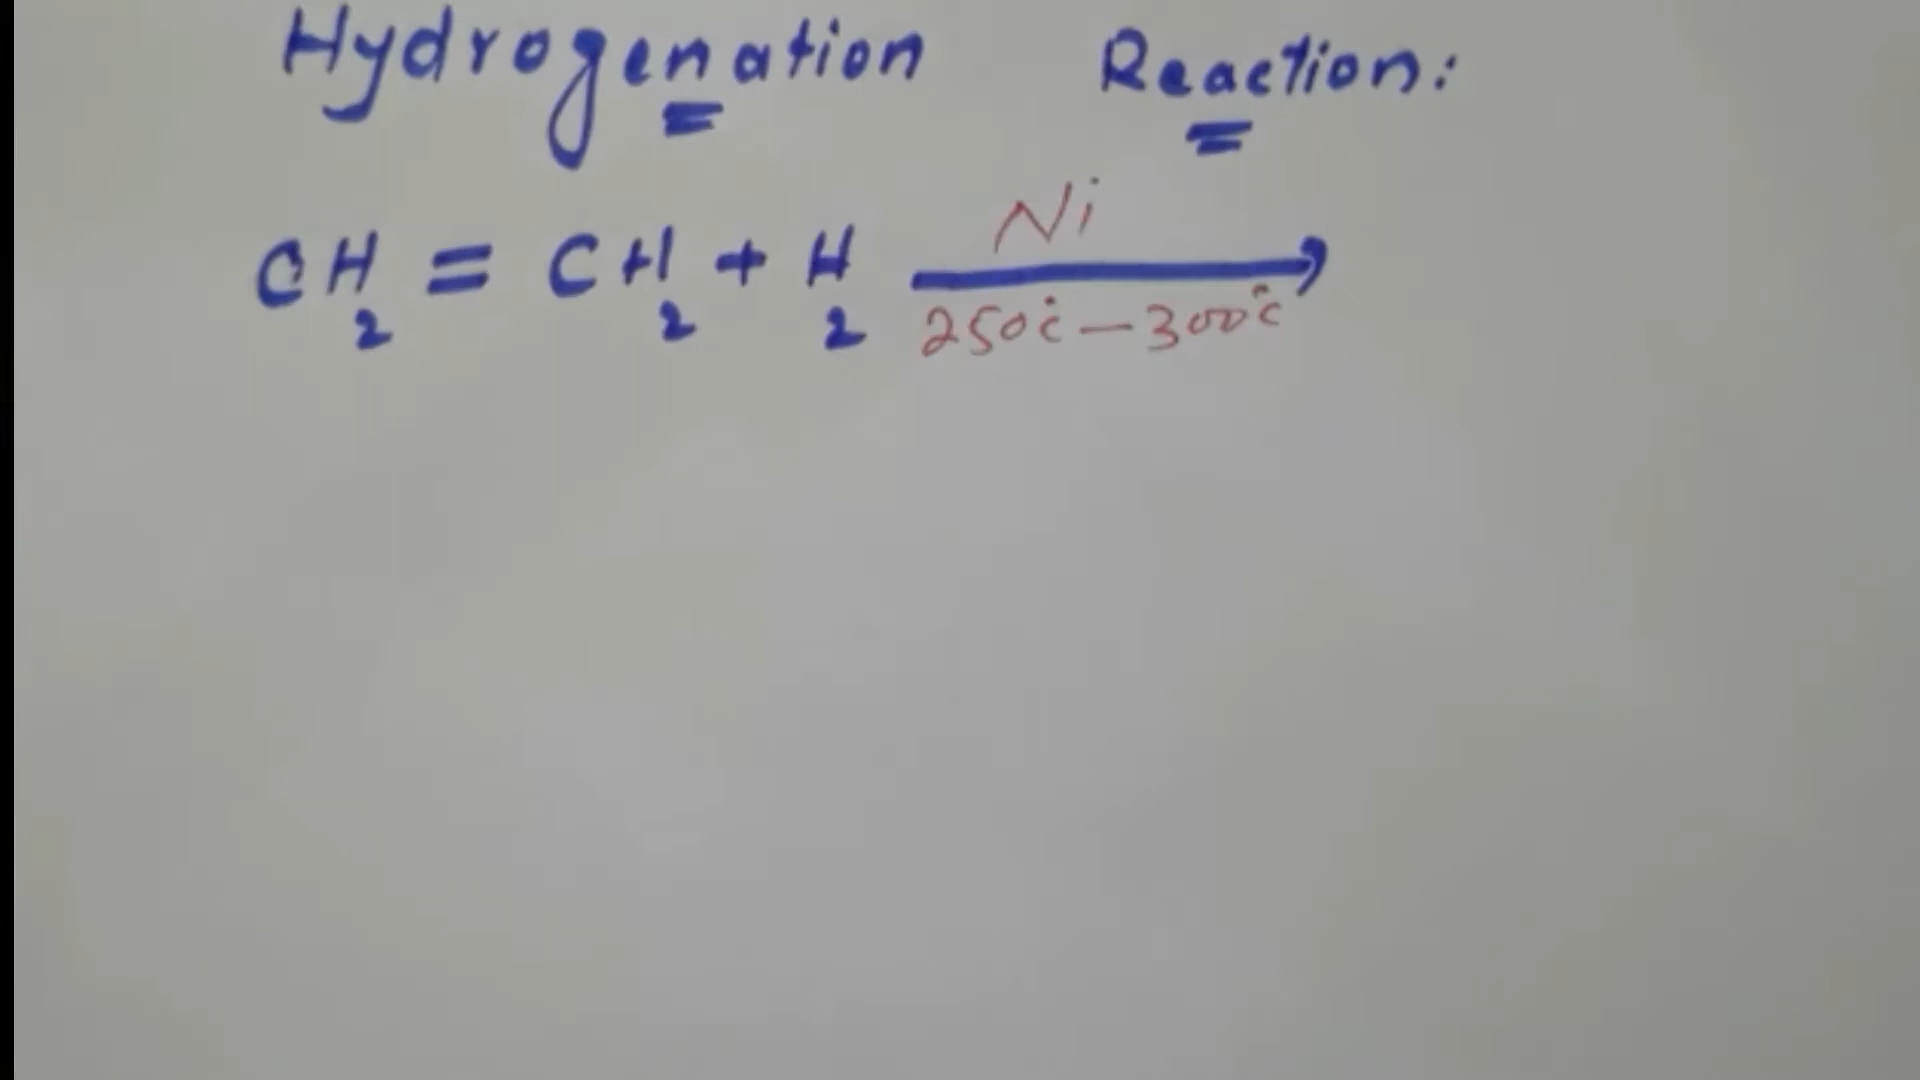 Hydrogenation Reaction:
Ni
CH₂ = CH₂ + H₂ ⟶
250°C – 300°C